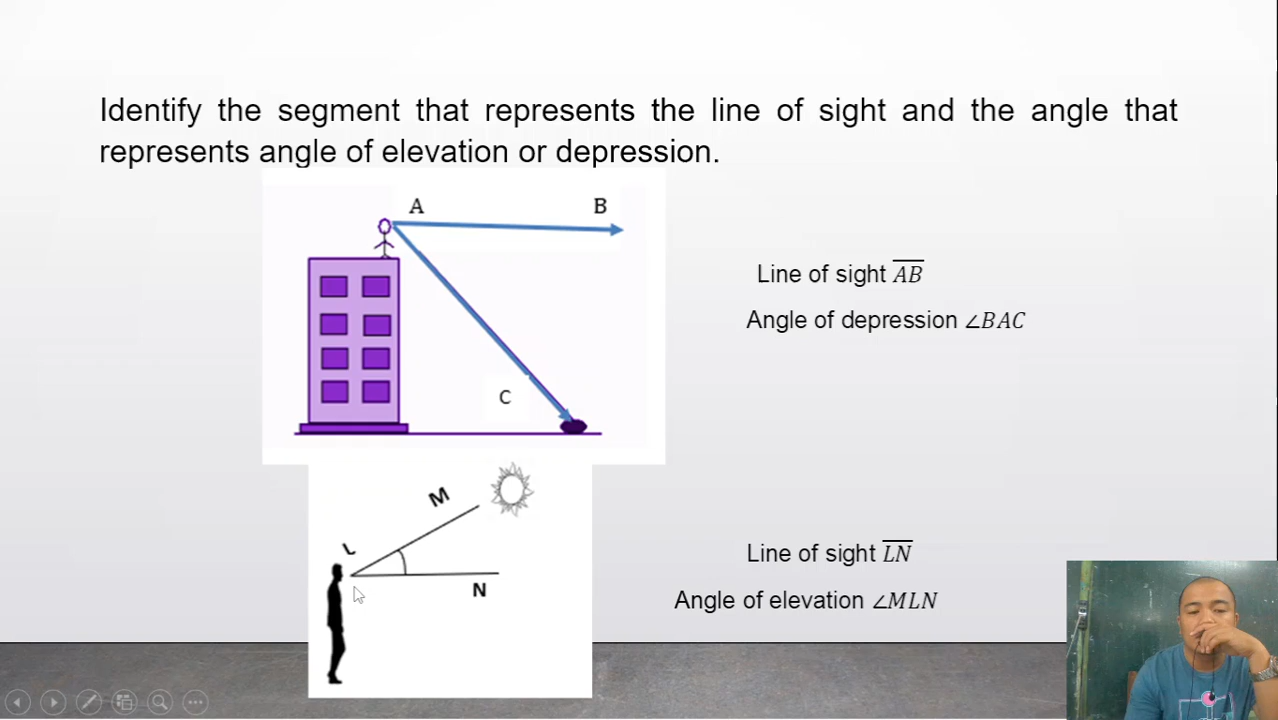 Identify the segment that represents the line of sight and the angle that
represents angle of elevation or depression.
A
B
Line of sight AB
Angle of depression ∠BAC
C
M
L
N
Line of sight LN
Angle of elevation ∠MLN